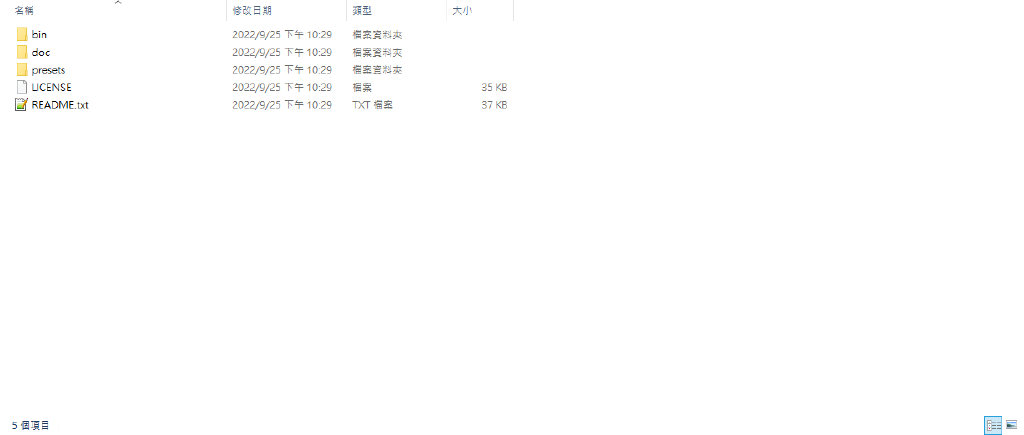 名稱 修改日期 類型 大小
bin 2022/9/25 下午 10:29 檔案資料夾
doc 2022/9/25 下午 10:29 檔案資料夾
presets 2022/9/25 下午 10:29 檔案資料夾
LICENSE 2022/9/25 下午 10:29 檔案 35 KB
README.txt 2022/9/25 下午 10:29 TXT 檔案 37 KB
5 個項目